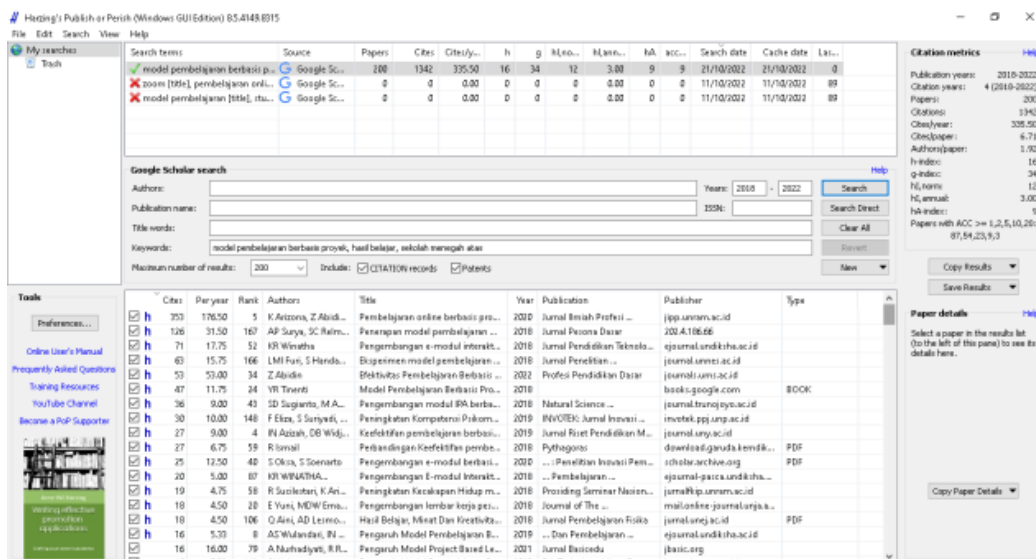 Harzing's Publish or Perish (Windows GUI Edition) 8.5.4149.8315
File Edit Search View Help
My searches
Trash
Search terms Source Papers Cites Cites/y... h g hI,no... hI,ann... hA acc... Search date Cache date Las...
model pembelajaran berbasis p... Google Sc... 200 1342 335.50 16 34 12 3.00 9 9 21/10/2022 21/10/2022 0
zoom [title], pembelajaran onli... Google Sc... 0 0 0.00 0 0 0 0.00 0 0 11/10/2022 11/10/2022 89
model pembelajaran [title], stu... Google Sc... 0 0 0.00 0 0 0 0.00 0 0 11/10/2022 11/10/2022 89
Google Scholar search Help
Authors: Years: 2018 - 2022 Search
Publication name: ISSN: Search Direct
Title words: Clear All
Keywords: model pembelajaran berbasis proyek, hasil belajar, sekolah menegah atas Revert
Maximum number of results: 200 Include: CITATION records Patents New
Cites Per year Rank Authors Title Year Publication Publisher Type
h 353 176.50 5 K Arizona, Z Abidi... Pembelajaran online berbasis pro... 2020 Jurnal Ilmiah Profesi ... jipp.unram.ac.id
h 126 31.50 167 AP Surya, SC Relm... Penerapan model pembelajaran ... 2018 Jurnal Pesona Dasar 202.4.186.66
h 71 17.75 52 KR Winatha Pengembangan e-modul interakt... 2018 Jurnal Pendidikan Teknolo... ejournal.undiksha.ac.id
h 63 15.75 166 LMI Furi, S Handa... Eksperimen model pembelajaran ... 2018 Jurnal Penelitian ... journal.unnes.ac.id
h 53 53.00 34 Z Abidin Efektivitas Pembelajaran Berbasis ... 2022 Profesi Pendidikan Dasar journals.ums.ac.id
h 47 11.75 24 YR Tinenti Model Pembelajaran Berbasis Pro... 2018 books.google.com BOOK
h 36 9.00 43 SD Sugianto, M.A... Pengembangan modul IPA berba... 2018 Natural Science ... journal.trunojoyo.ac.id
h 30 10.00 148 F Eliza, S Suriyadi, ... Peningkatan Kompetensi Psikom... 2019 INVOTEK: Jurnal Inovasi ... invotek.ppj.unp.ac.id
h 27 9.00 4 IN Azizah, DB Widj... Keefektifan pembelajaran berbasi... 2019 Jurnal Riset Pendidikan M... journal.uny.ac.id
h 27 6.75 59 R Ismail Perbandingan Keefektifan pembe... 2018 Pythagoras download.garuda.kemdik... PDF
h 25 12.50 40 S Oksa, S Soenarto Pengembangan e-modul berbasi... 2020 ...: Penelitian Inovasi Pem... scholar.archive.org PDF
h 20 5.00 87 KR WINATHA... Pengembangan E-modul Interakt... 2018 ... Pembelajaran ... ejournal-pasca.undiksha...
h 19 4.75 58 R Sucilestari, K Ari... Peningkatan Kecakapan Hidup m... 2018 Prosiding Seminar Nasion... jurnalfkip.unram.ac.id
h 18 4.50 20 E Yuni, MDW Erna... Pengembangan lembar kerja pes... 2018 Journal of The ... mail.online-journal.unja.a...
h 18 4.50 106 Q Aini, AD Lesmo... Hasil Belajar, Minat Dan Kreativita... 2018 Jurnal Pembelajaran Fisika jurnal.unej.ac.id PDF
h 16 5.33 8 AS Wulandari, IN ... Pengaruh Model Pembelajaran B... 2019 ... Dan Pembelajaran ... ejournal.undiksha.ac.id
16 16.00 79 A Nurhadiyati, R R... Pengaruh Model Project Based Le... 2021 Jurnal Basicedu jbasic.org
Tools
Preferences...
Online User's Manual
Frequently Asked Questions
Training Resources
YouTube Channel
Become a PoP Supporter
Writing effective
promotion
applications
Citation metrics Help
Publication years: 2018-2022
Citation years: 4 (2018-2022)
Papers: 200
Citations: 1342
Cites/year: 335.50
Cites/paper: 6.71
Authors/paper: 1.92
h-index: 16
g-index: 34
hI,norm: 12
hI,annual: 3.00
hA-index: 9
Papers with ACC >= 1,2,5,10,20:
87,54,23,9,3
Copy Results
Save Results
Paper details Help
Select a paper in the results list
(to the left of this pane) to see its
details here.
Copy Paper Details